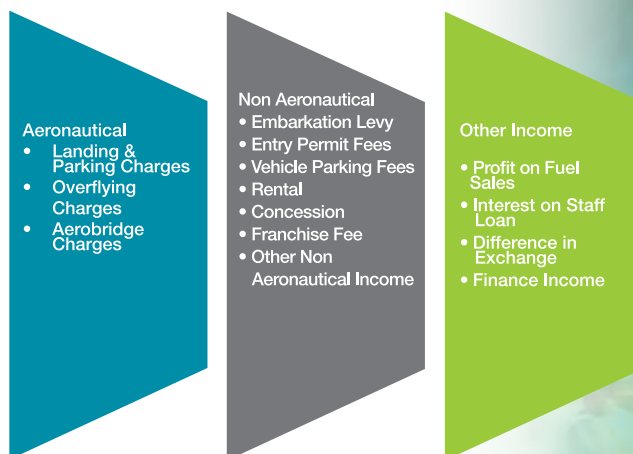 Aeronautical
• Landing &
Parking Charges
• Overflying
Charges
• Aerobridge
Charges
Non Aeronautical
• Embarkation Levy
• Entry Permit Fees
• Vehicle Parking Fees
• Rental
• Concession
• Franchise Fee
• Other Non
Aeronautical Income
Other Income
• Profit on Fuel
Sales
• Interest on Staff
Loan
• Difference in
Exchange
• Finance Income